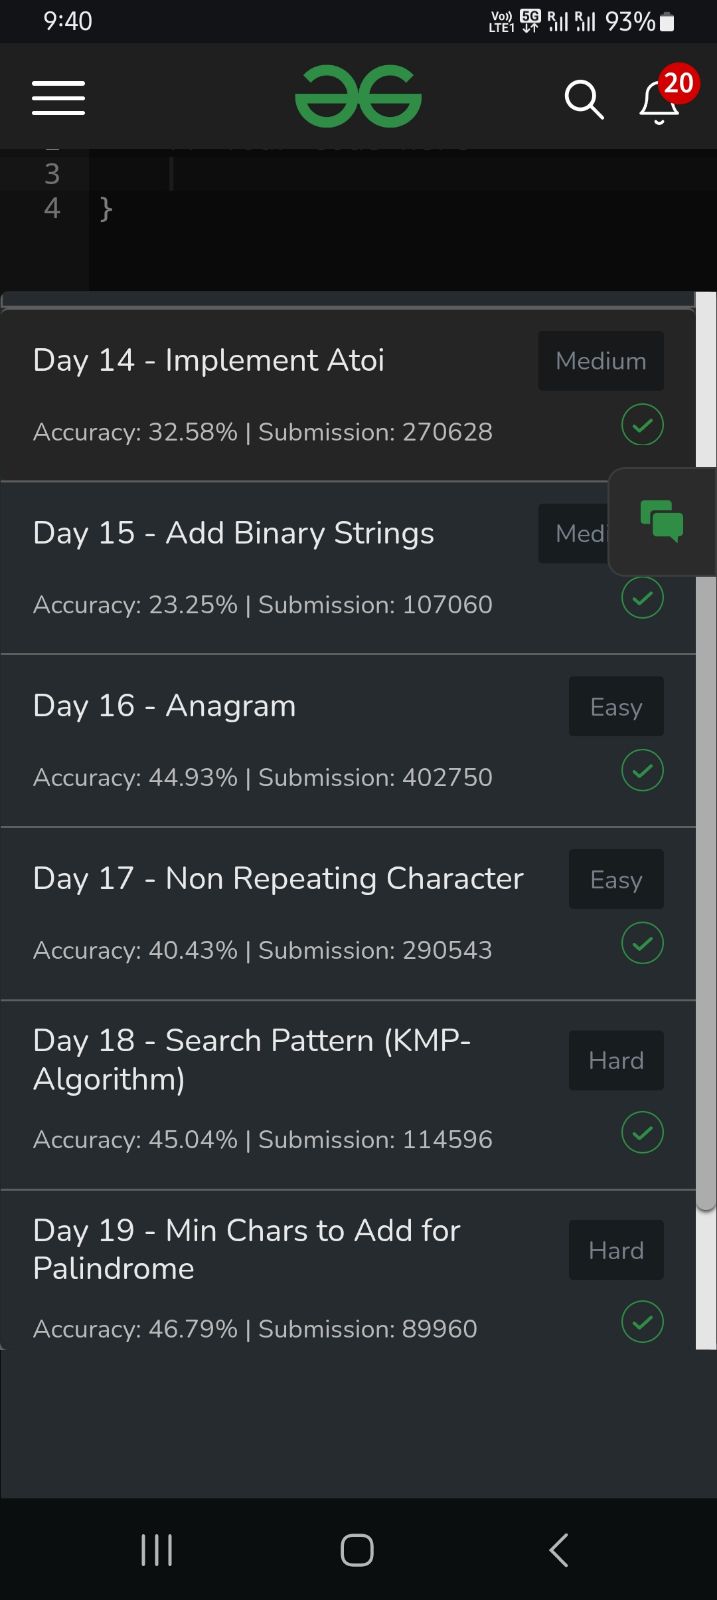 9:40
Vo)) 5G R R 93%
LTE1
20
3
4 }
Day 14 - Implement Atoi
Medium
Accuracy: 32.58% | Submission: 270628
Day 15 - Add Binary Strings
Accuracy: 23.25% | Submission: 107060
Day 16 - Anagram
Easy
Accuracy: 44.93% | Submission: 402750
Day 17 - Non Repeating Character
Easy
Accuracy: 40.43% | Submission: 290543
Day 18 - Search Pattern (KMP-
Algorithm)
Hard
Accuracy: 45.04% | Submission: 114596
Day 19 - Min Chars to Add for
Palindrome
Hard
Accuracy: 46.79% | Submission: 89960